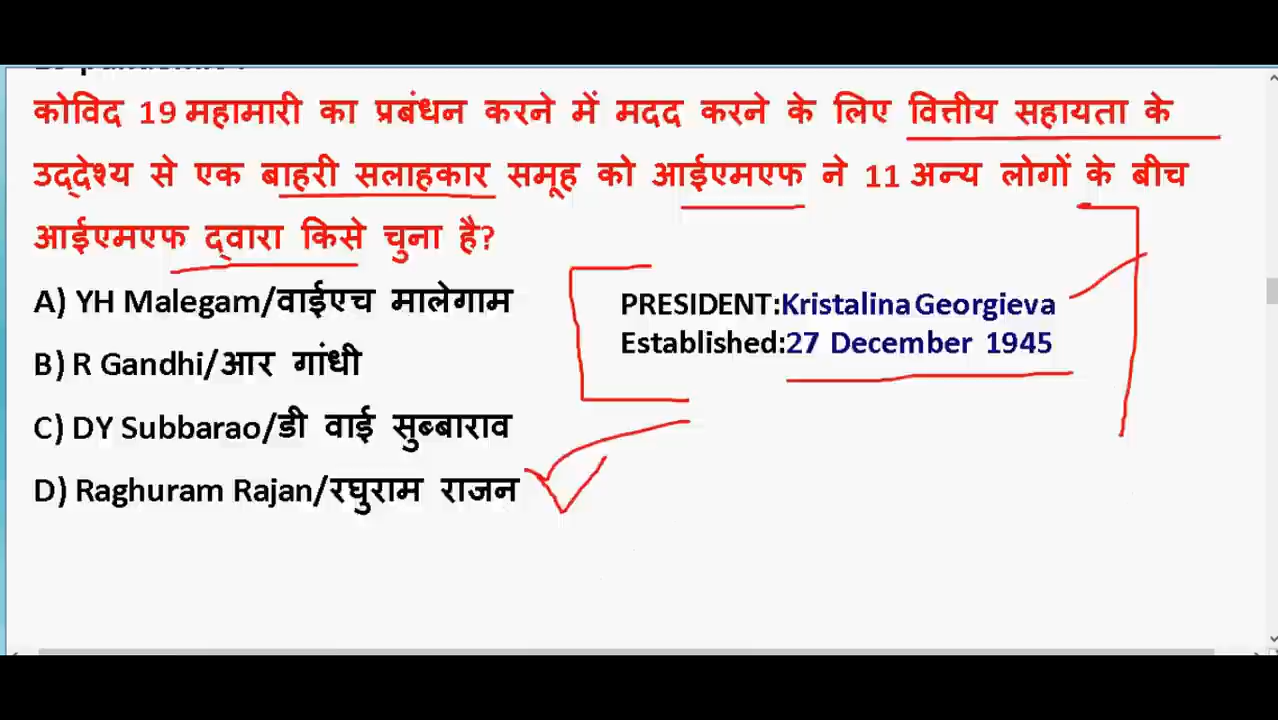 कोविद 19 महामारी का प्रबंधन करने में मदद करने के लिए वित्तीय सहायता के
उद्देश्य से एक बाहरी सलाहकार समूह को आईएमएफ ने 11 अन्य लोगों के बीच
आईएमएफ द्वारा किसे चुना है?
A) YH Malegam/वाईएच मालेगाम
PRESIDENT:Kristalina Georgieva
Established:27 December 1945
B) R Gandhi/आर गांधी
C) DY Subbarao/डी वाई सुब्बाराव
D) Raghuram Rajan/रघुराम राजन